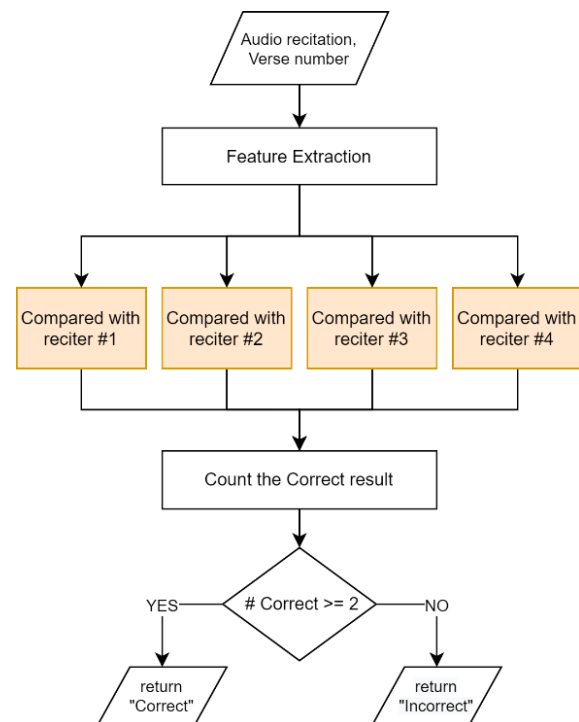 Audio recitation,
Verse number
Feature Extraction
Compared with
reciter #1
Compared with
reciter #2
Compared with
reciter #3
Compared with
reciter #4
Count the Correct result
# Correct >= 2
YES
NO
return
"Correct"
return
"Incorrect"